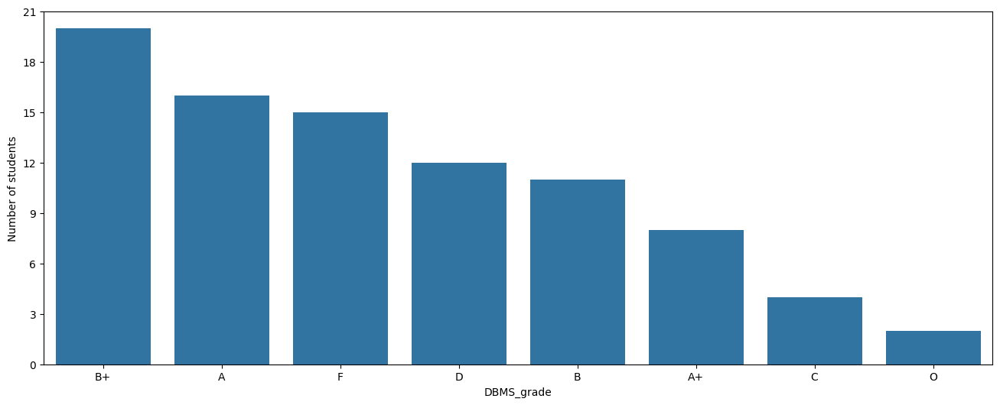 21
18
15
12
9
6
3
0
Number of students
B+ A F D B A+ C O
DBMS_grade